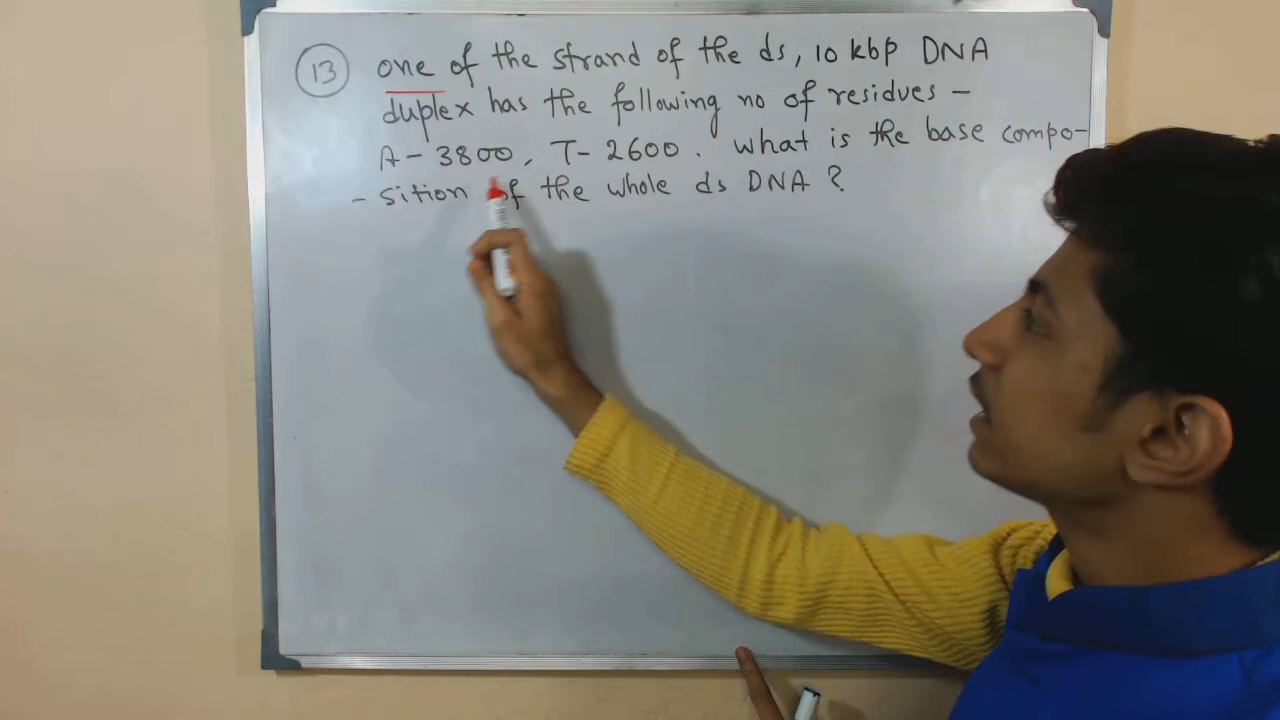 13 one of the strand of the ds, 10 kbp DNA
duplex has the following no of residues -
A - 3800, T- 2600. What is the base compo-
- sition of the whole ds DNA ?